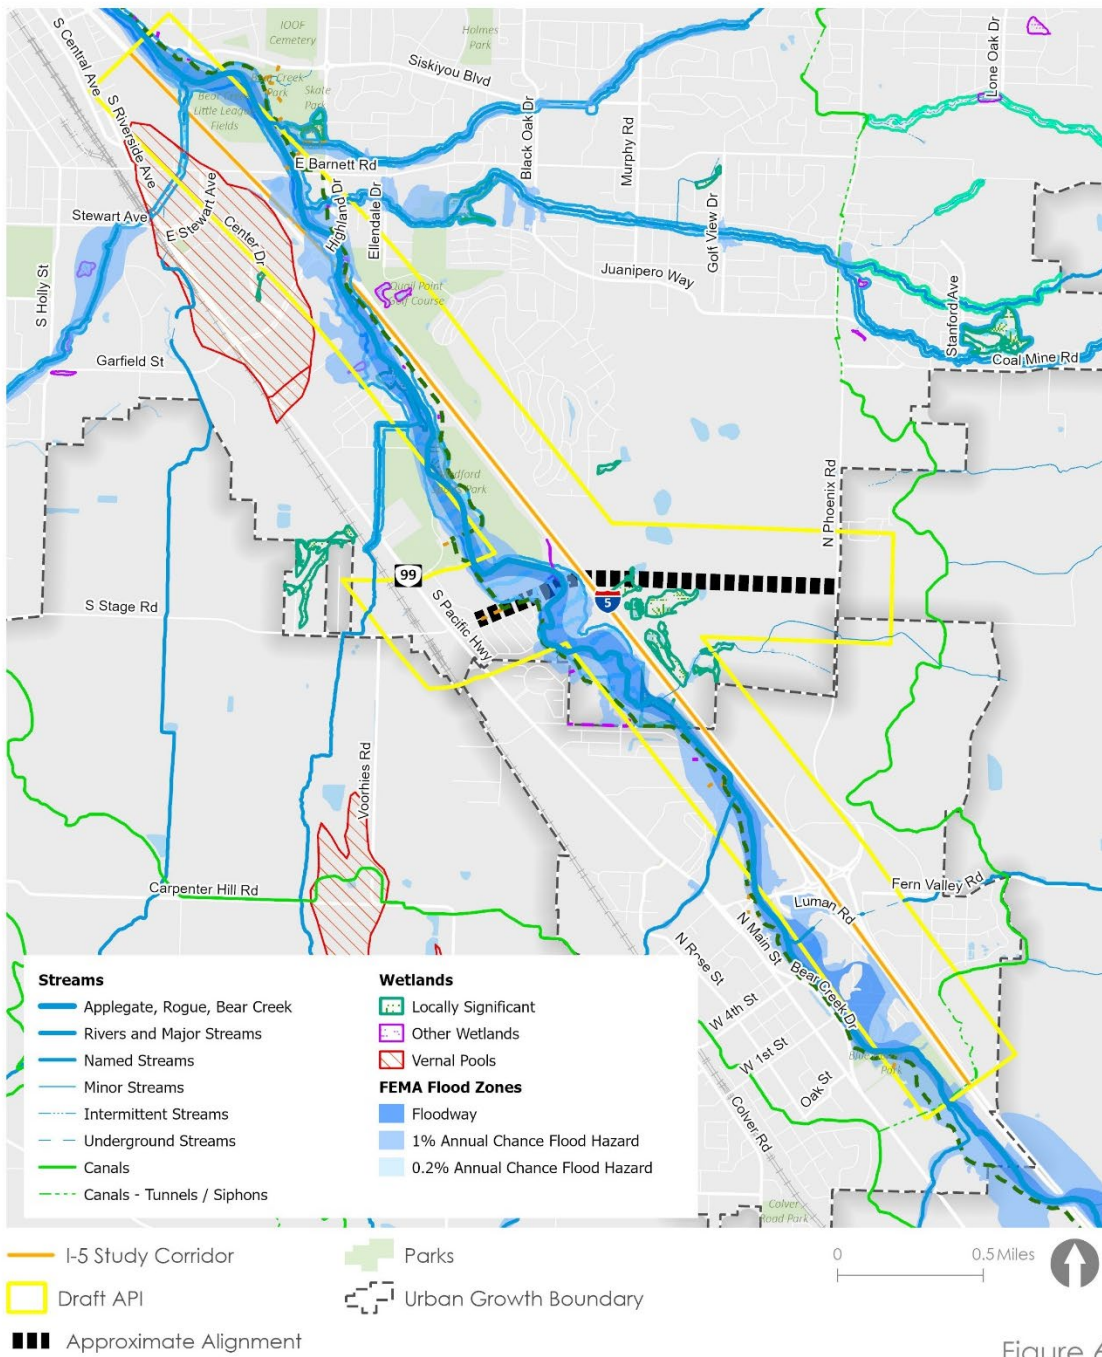 IOOF
Cemetery
Holmes
Park
Lone Oak Dr
S Central Ave
Siskiyou Blvd
Bear Creek
Park
Skate
Park
Little League
Fields
S Riverside Ave
Black Oak Dr
Murphy Rd
E Barnett Rd
Stewart Ave
E Stewart Ave
Center Dr
Highland Dr
Ellendale Dr
Golf View Dr
Juanipero Way
Quail Point
Golf Course
S Holly St
Stanford Ave
Garfield St
Coal Mine Rd
N Phoenix Rd
Park
99
5
S Stage Rd
S Pacific Hwy
Voorhies Rd
Carpenter Hill Rd
Fern Valley Rd
Luman Rd
N Main St
N Rose St
Bear Creek Dr
W 4th St
W 1st St
Oak St
Park
Colver Rd
Colver
Road Park
Streams
Applegate, Rogue, Bear Creek
Rivers and Major Streams
Named Streams
Minor Streams
Intermittent Streams
Underground Streams
Canals
Canals - Tunnels / Siphons
Wetlands
Locally Significant
Other Wetlands
Vernal Pools
FEMA Flood Zones
Floodway
1% Annual Chance Flood Hazard
0.2% Annual Chance Flood Hazard
I-5 Study Corridor
Draft API
Approximate Alignment
Parks
Urban Growth Boundary
0 0.5 Miles
Figure